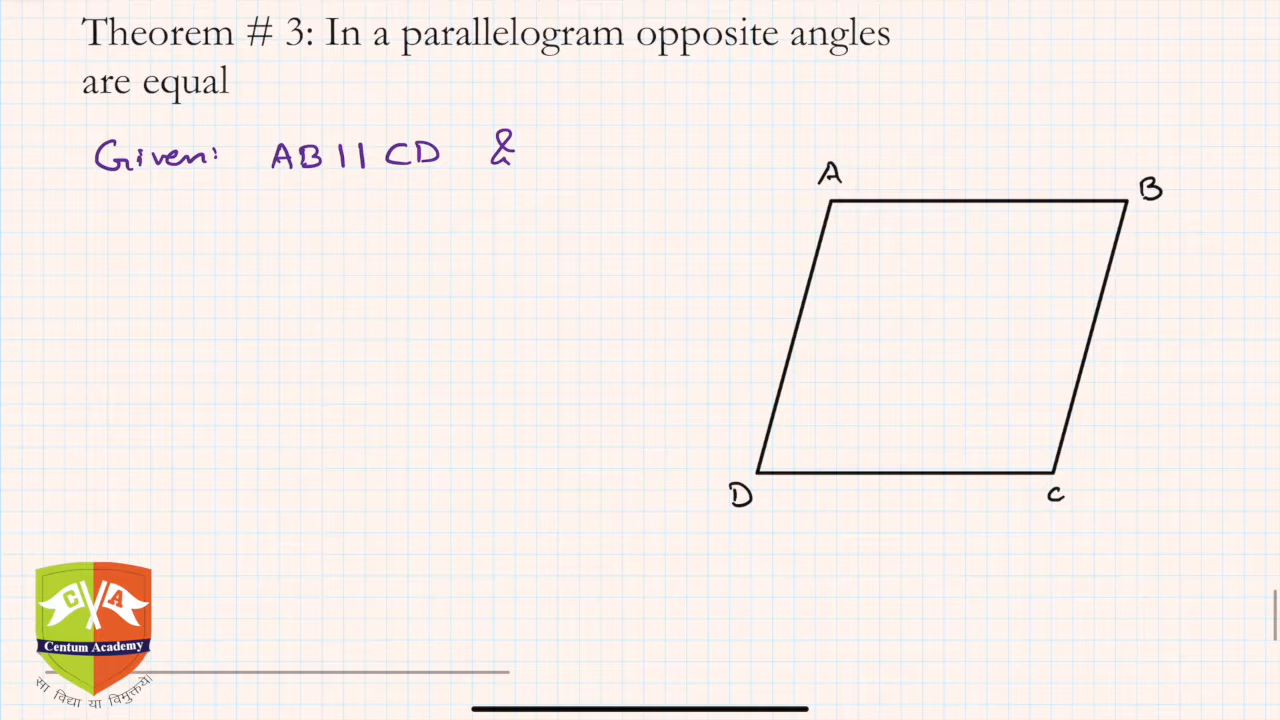 Theorem # 3: In a parallelogram opposite angles
are equal
Given: AB || CD &
A
B
D
C
C A
Centum Academy
सा विद्या या विमुक्तये।